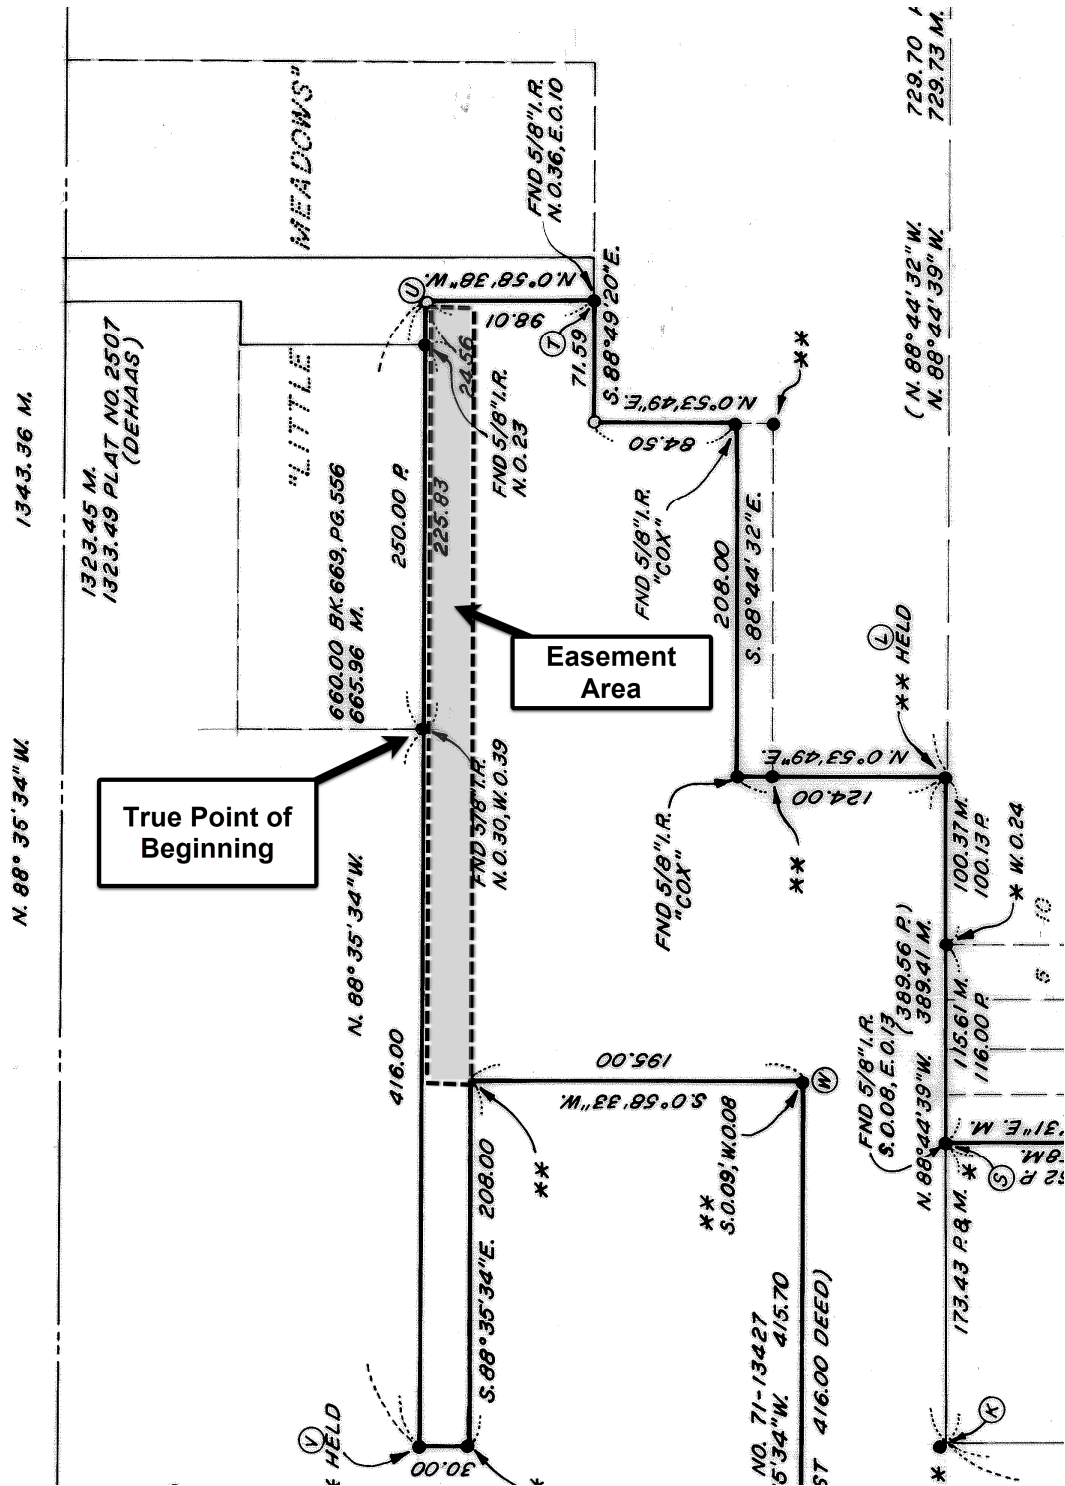 729.70
729.73 M.
"LITTLE MEADOWS"
FND 5/8" I.R.
N.0.36, E.0.10
N.0°58'38"W.
98.01
U
T
71.59
S.88°49'20"E.
N.0°53'49"E.
84.50
**
(N.88°44'32"W.
N.88°44'39"W.
1343.36 M.
1323.45 M.
1323.49 PLAT NO. 2507
(DEHAAS)
24.56
FND 5/8" I.R.
N.0.23
250.00 P.
225.83
660.00 BK.669, PG.556
665.96 M.
FND 5/8" I.R.
"COX"
208.00
S.88°44'32"E.
Easement
Area
L
** HELD
True Point of
Beginning
N. 88° 35' 34" W.
FND 5/8" I.R.
N.0.30, W.0.39
N.0°53'49"E.
124.00
**
FND 5/8" I.R.
"COX"
100.37 M.
100.13 P.
* W.0.24
10
N. 88° 35' 34" W.
416.00
195.00
S.0°58'33"W.
W
**
S.0.09', W.0.08
**
FND 5/8" I.R.
S.0.08, E.0.13
(389.56 P.)
389.41 M.
N.88°44'39"W.
115.61 M.
116.00 P.
'31"E. M.
8M.
52 P.
S
*
173.43 P.& M.
S.88°35'34"E. 208.00
NO. 71-13427
5'34"W. 415.70
ST 416.00 DEED)
V
* HELD
30.00
*
K
*